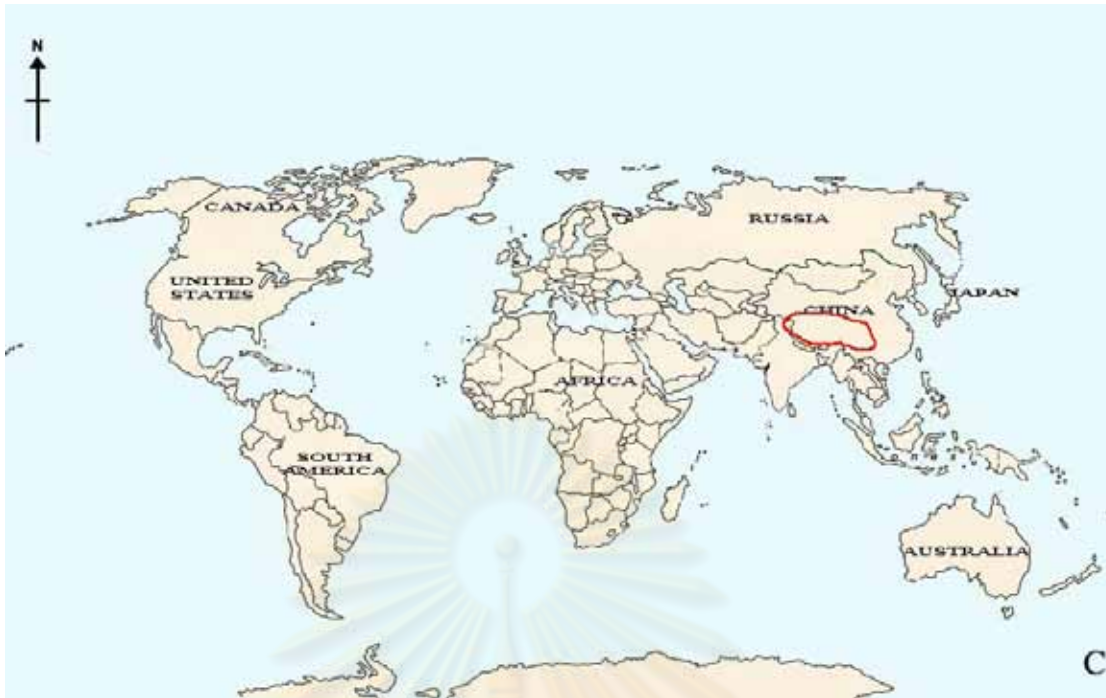 N
CANADA
RUSSIA
UNITED
STATES
JAPAN
CHINA
AFRICA
SOUTH
AMERICA
AUSTRALIA
C